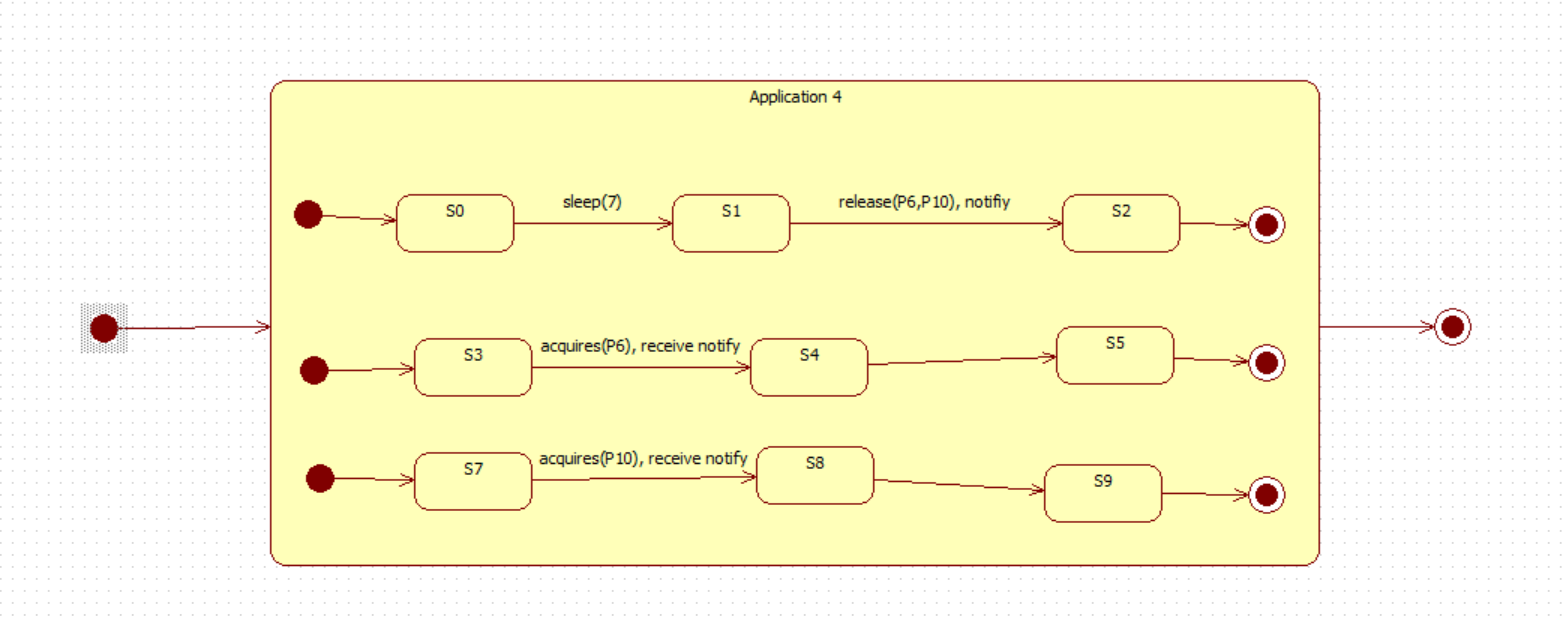 Application 4
S0
sleep(7)
S1
release(P6,P10), notifiy
S2
S3
acquires(P6), receive notify
S4
S5
S7
acquires(P10), receive notify
S8
S9